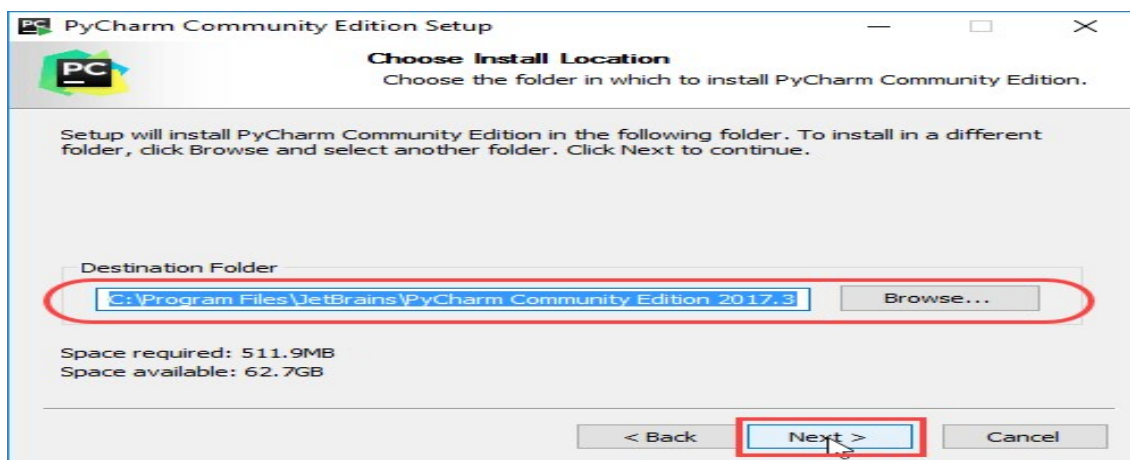 PC PyCharm Community Edition Setup
PC
Choose Install Location
Choose the folder in which to install PyCharm Community Edition.
Setup will install PyCharm Community Edition in the following folder. To install in a different
folder, click Browse and select another folder. Click Next to continue.
Destination Folder
C:\Program Files\JetBrains\PyCharm Community Edition 2017.3
Browse...
Space required: 511.9MB
Space available: 62.7GB
< Back
Next >
Cancel